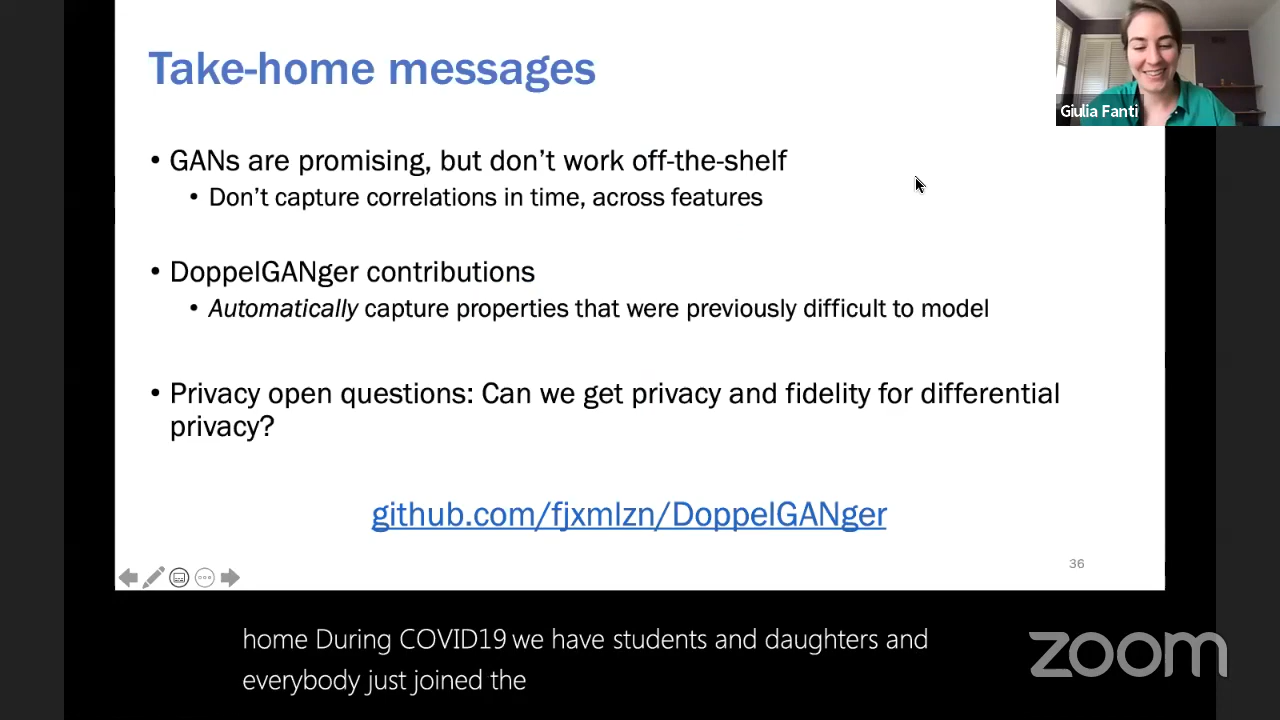 Take-home messages
Giulia Fanti
• GANs are promising, but don't work off-the-shelf
• Don't capture correlations in time, across features
• DoppelGANger contributions
• Automatically capture properties that were previously difficult to model
• Privacy open questions: Can we get privacy and fidelity for differential
privacy?
github.com/fjxmlzn/DoppelGANger
36
home During COVID19 we have students and daughters and
everybody just joined the
zoom